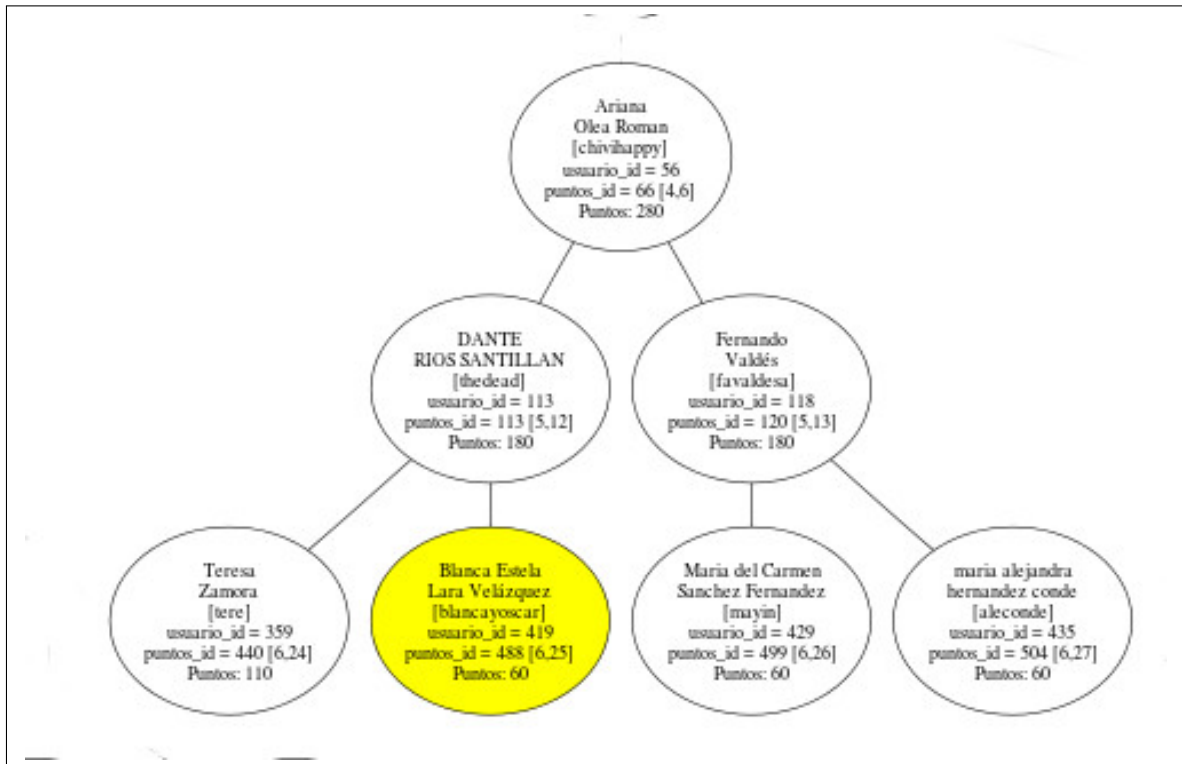 Ariana
Olea Roman
[chivihappy]
usuario_id = 56
puntos_id = 66 [4,6]
Puntos: 280
DANTE
RIOS SANTILLAN
[thedead]
usuario_id = 113
puntos_id = 113 [5,12]
Puntos: 180
Fernando
Valdés
[favaldesa]
usuario_id = 118
puntos_id = 120 [5,13]
Puntos: 180
Teresa
Zamora
[tere]
usuario_id = 359
puntos_id = 440 [6,24]
Puntos: 110
Blanca Estela
Lara Velázquez
[blancayoscar]
usuario_id = 419
puntos_id = 488 [6,25]
Puntos: 60
Maria del Carmen
Sanchez Fernandez
[mayin]
usuario_id = 429
puntos_id = 499 [6,26]
Puntos: 60
maria alejandra
hernandez conde
[aleconde]
usuario_id = 435
puntos_id = 504 [6,27]
Puntos: 60